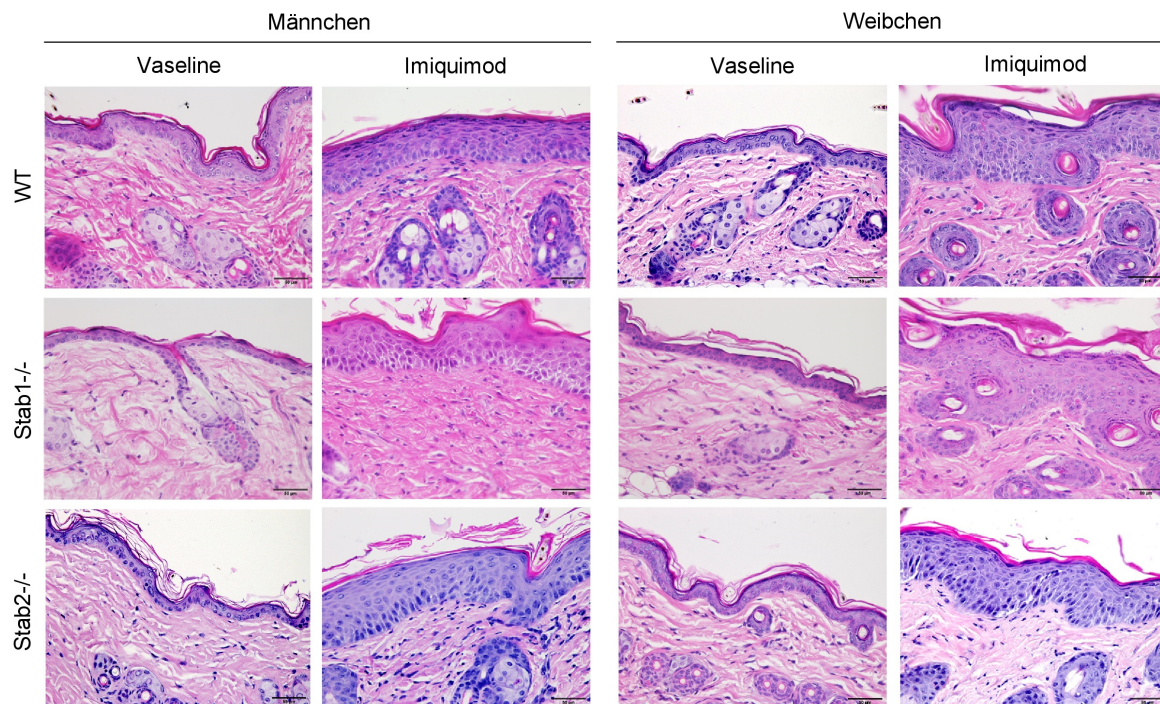 Männchen
Weibchen
Vaseline
Imiquimod
Vaseline
Imiquimod
WT
Stab1-/-
Stab2-/-